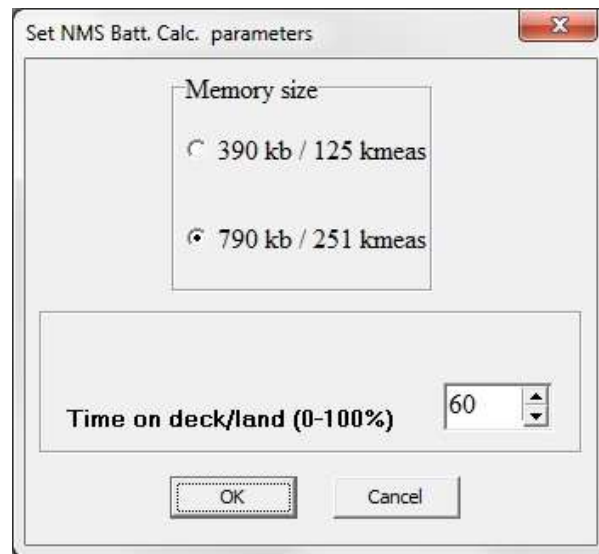 Set NMS Batt. Calc. parameters
Memory size
390 kb / 125 kmeas
790 kb / 251 kmeas
Time on deck/land (0-100%)
60
OK
Cancel